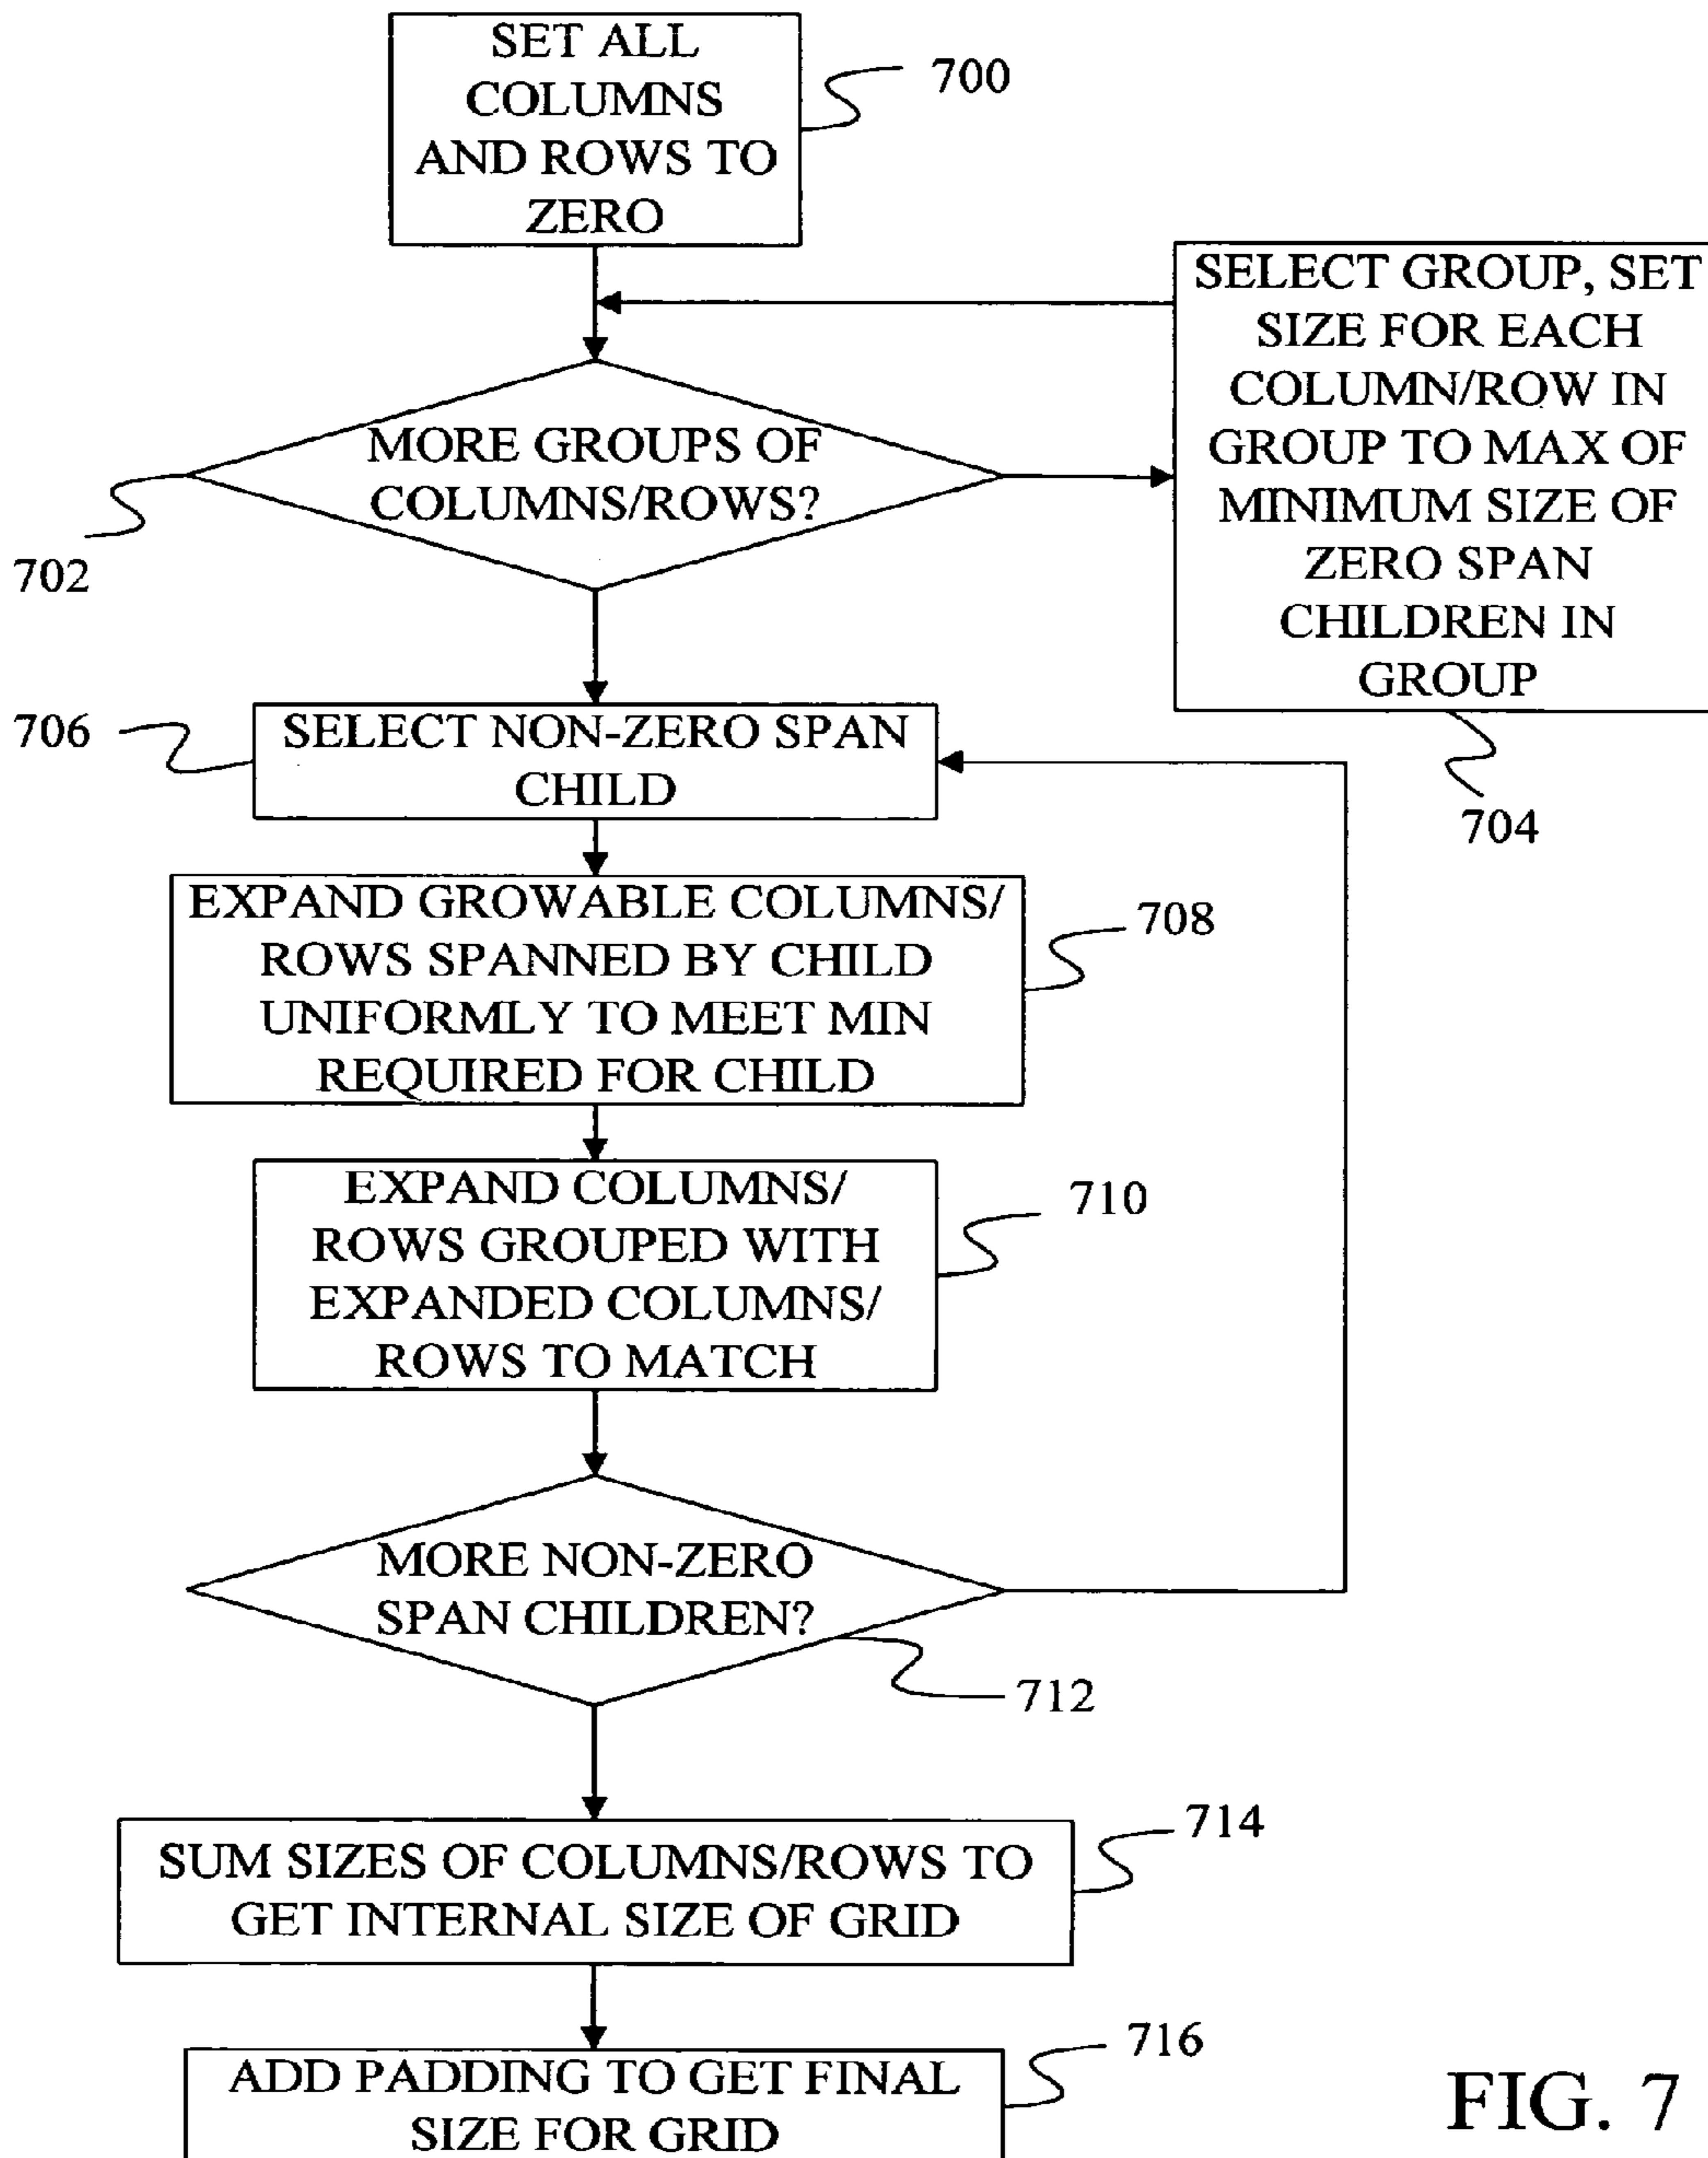 SET ALL
COLUMNS
AND ROWS TO
ZERO
700
SELECT GROUP, SET
SIZE FOR EACH
COLUMN/ROW IN
GROUP TO MAX OF
MINIMUM SIZE OF
ZERO SPAN
CHILDREN IN
GROUP
704
MORE GROUPS OF
COLUMNS/ROWS?
702
706
SELECT NON-ZERO SPAN
CHILD
EXPAND GROWABLE COLUMNS/
ROWS SPANNED BY CHILD
UNIFORMLY TO MEET MIN
REQUIRED FOR CHILD
708
EXPAND COLUMNS/
ROWS GROUPED WITH
EXPANDED COLUMNS/
ROWS TO MATCH
710
MORE NON-ZERO
SPAN CHILDREN?
712
SUM SIZES OF COLUMNS/ROWS TO
GET INTERNAL SIZE OF GRID
714
ADD PADDING TO GET FINAL
SIZE FOR GRID
716
FIG. 7